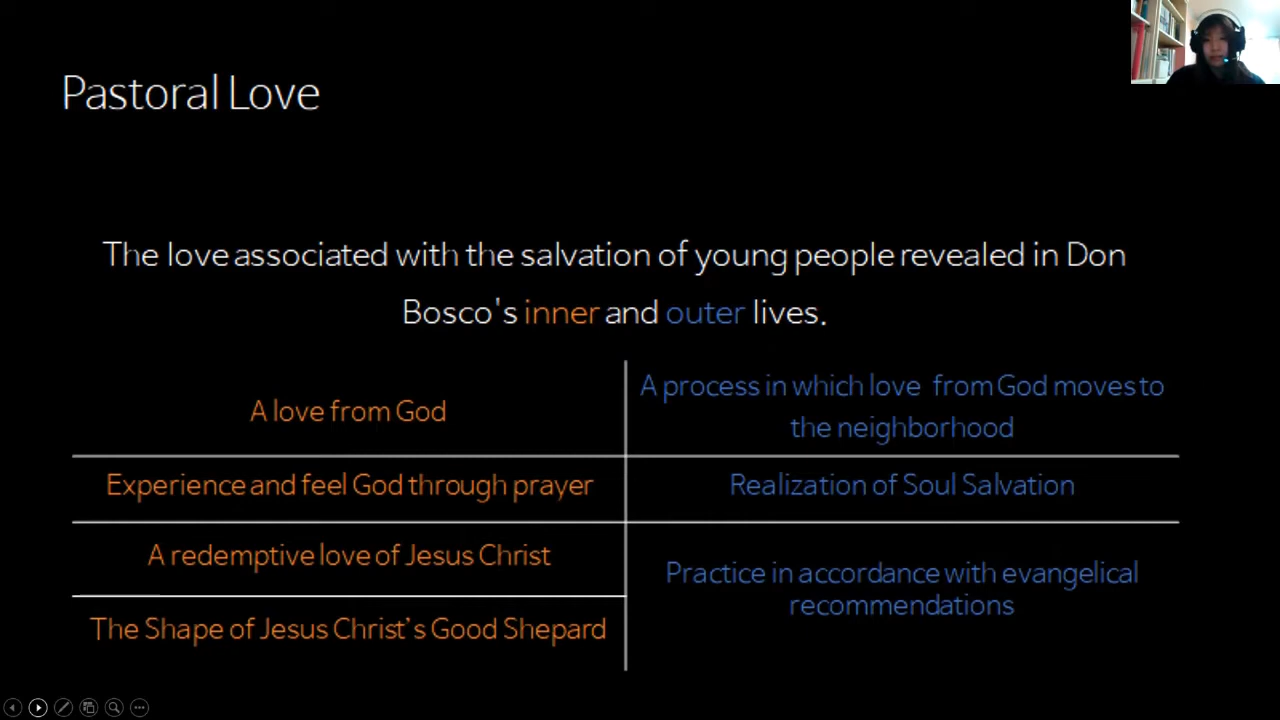 Pastoral Love
The love associated with the salvation of young people revealed in Don
Bosco's inner and outer lives.
A love from God
A process in which love from God moves to
the neighborhood
Experience and feel God through prayer
Realization of Soul Salvation
A redemptive love of Jesus Christ
Practice in accordance with evangelical
recommendations
The Shape of Jesus Christ’s Good Shepard